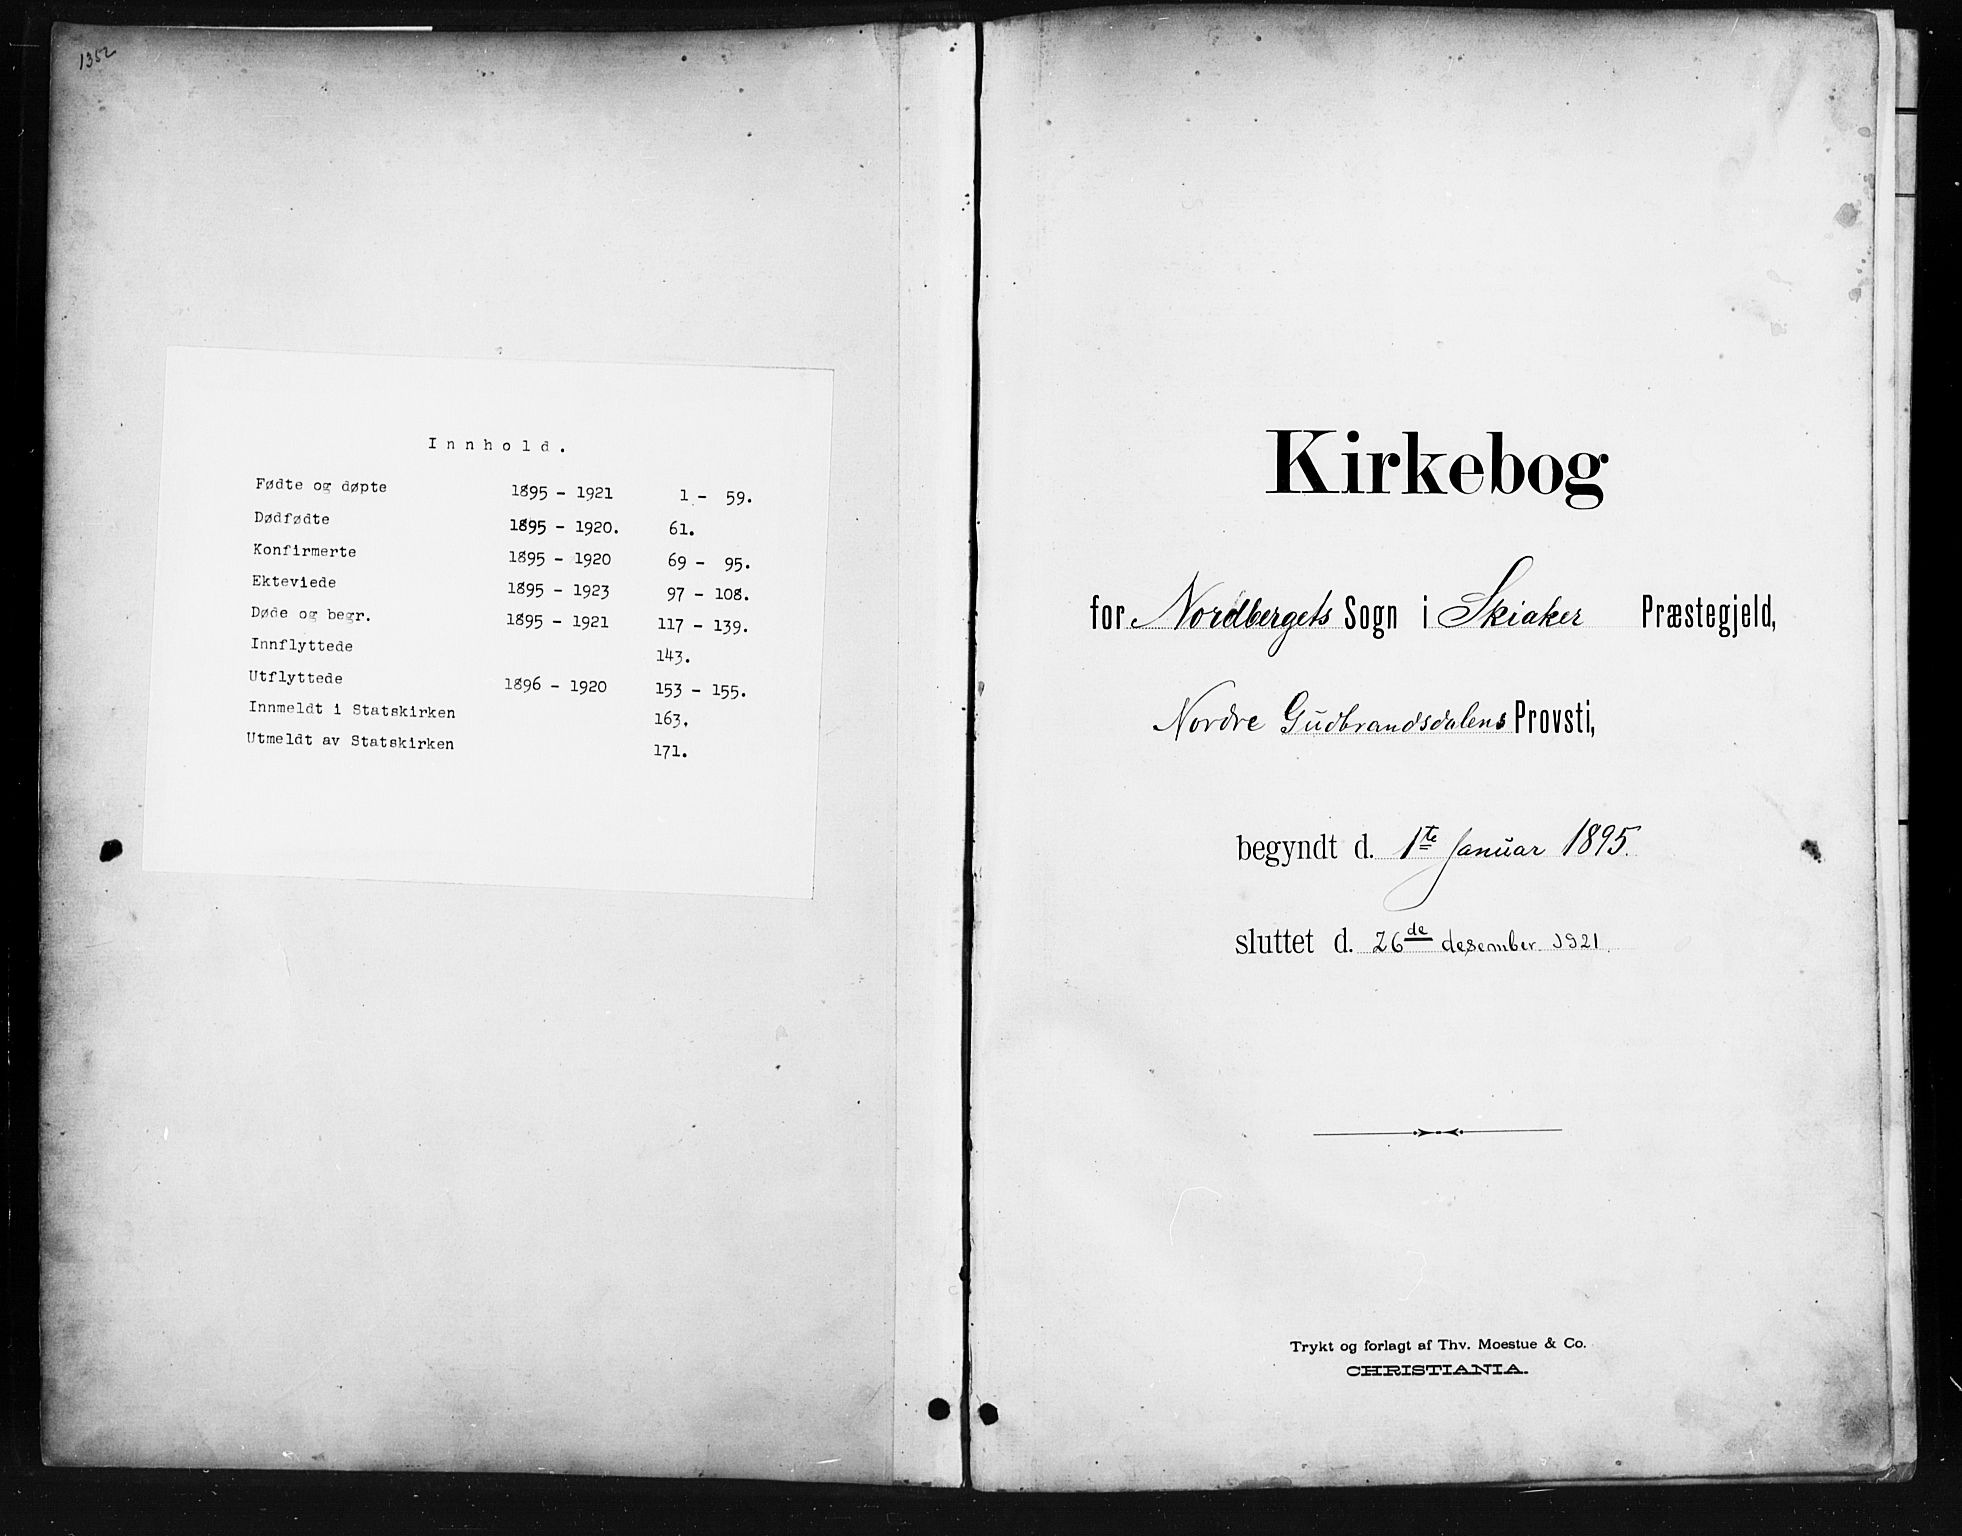 1352
Innhold.
Fødte og døpte 1895 - 1921 1 - 59.
Dødfødte 1895 - 1920. 61.
Konfirmerte 1895 - 1920 69 - 95.
Ekteviede 1895 - 1923 97 - 108.
Døde og begr. 1895 - 1921 117 - 139.
Innflyttede 143.
Utflyttede 1896 - 1920 153 - 155.
Innmeldt i Statskirken 163.
Utmeldt av Statskirken 171.
Kirkebog
for Nordbergets Sogn i Skiaker Præstegjeld,
Nordre Gudbrandsdalens Provsti,
begyndt d. 1te Januar 1895.
sluttet d. 26de desember 1921.
Trykt og forlagt af Thv. Moestue & Co.
CHRISTIANIA.